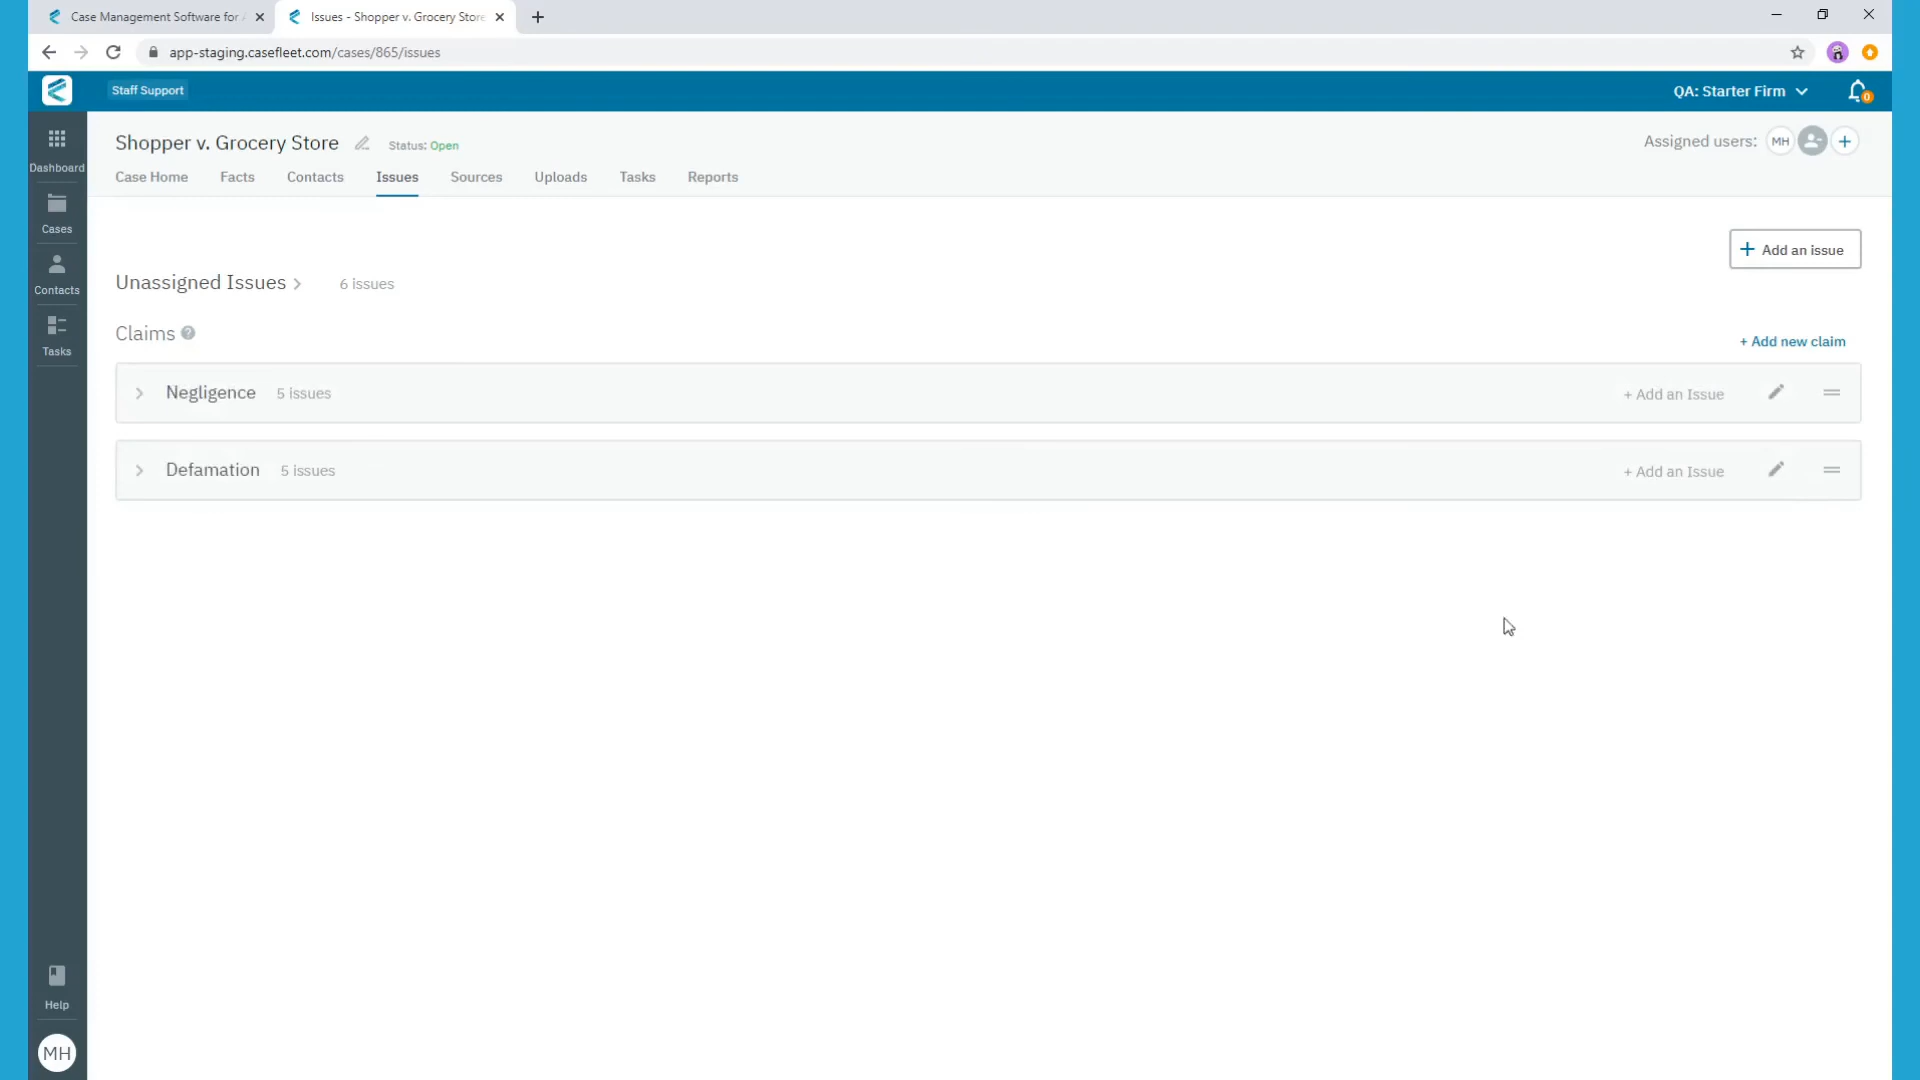 Case Management Software for
Issues - Shopper v. Grocery Store
app-staging.casefleet.com/cases/865/issues
Staff Support
QA: Starter Firm
0
Dashboard
Cases
Contacts
Tasks
Help
MH
Shopper v. Grocery Store
Status: Open
Assigned users:
MH
Case Home
Facts
Contacts
Issues
Sources
Uploads
Tasks
Reports
+ Add an issue
Unassigned Issues
6 issues
Claims ?
+ Add new claim
Negligence
5 issues
+ Add an Issue
Defamation
5 issues
+ Add an Issue